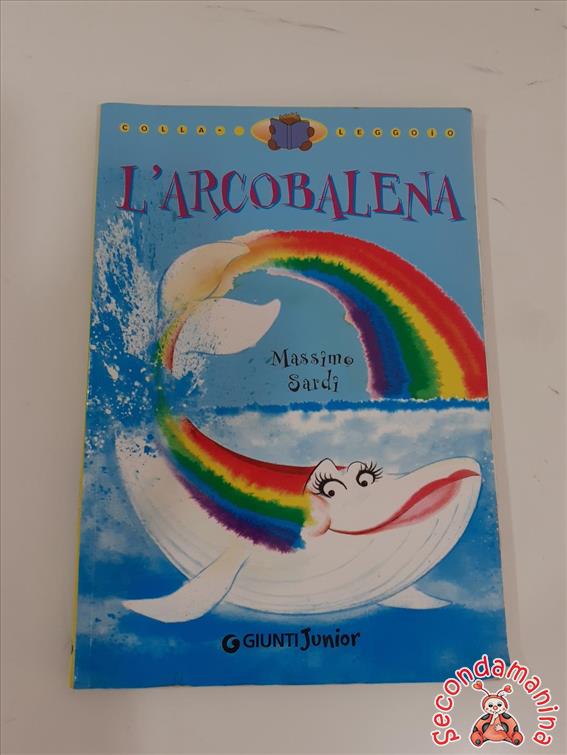 COLLA- LEGGOIO
L'ARCOBALENA
Massimo
Sardi
GIUNTI Junior
Secondamanina